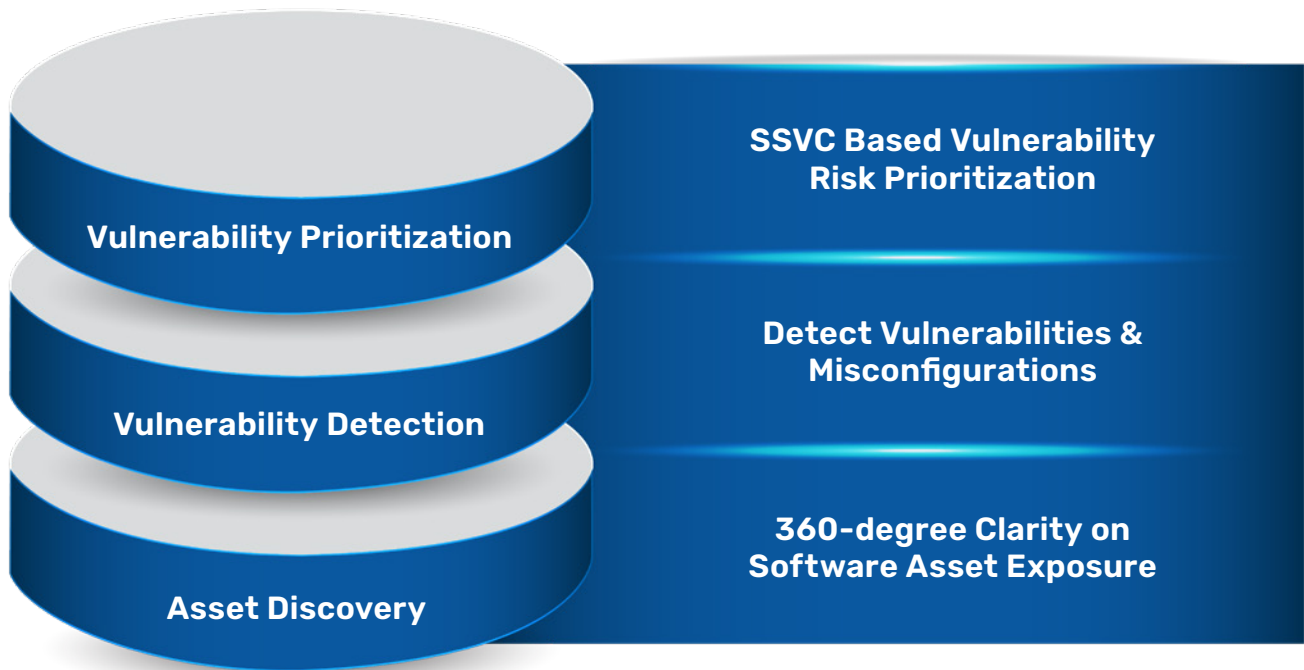 Vulnerability Prioritization
SSVC Based Vulnerability
Risk Prioritization
Vulnerability Detection
Detect Vulnerabilities &
Misconfigurations
Asset Discovery
360-degree Clarity on
Software Asset Exposure